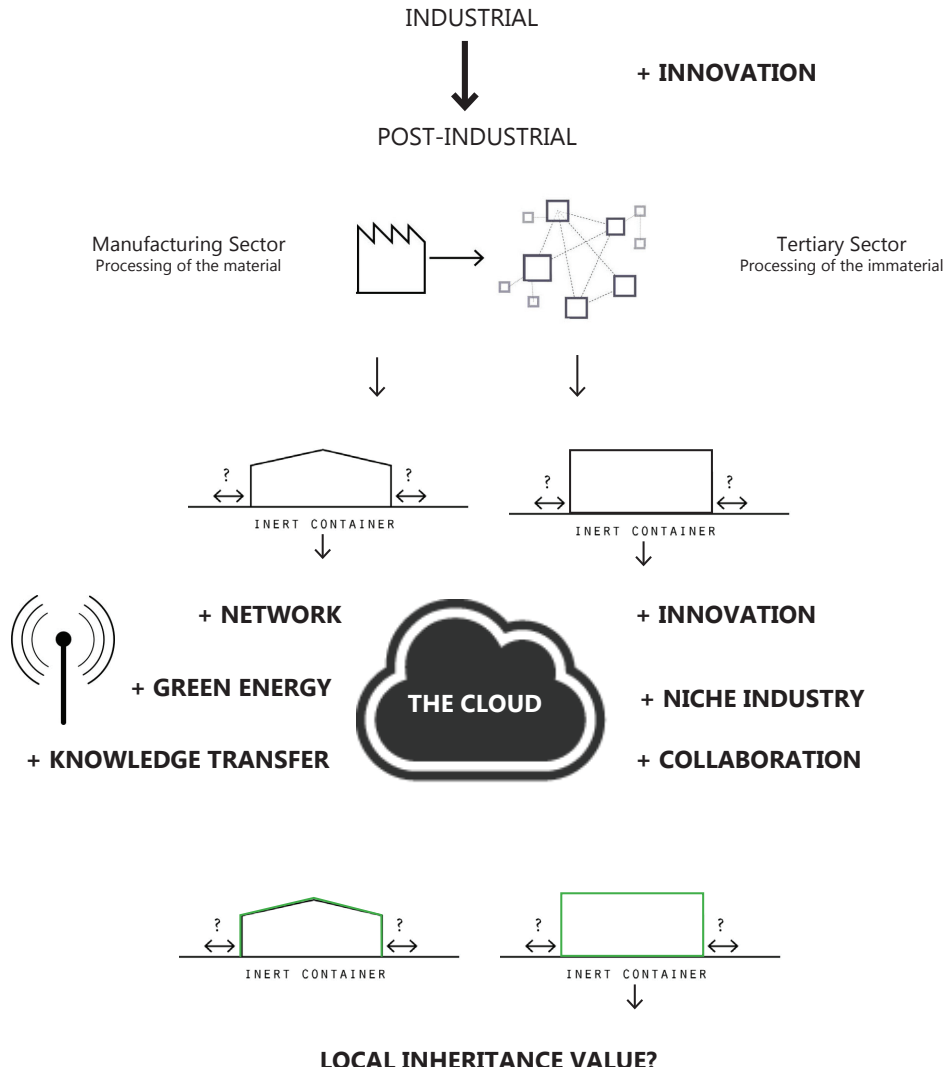 INDUSTRIAL
+ INNOVATION
POST-INDUSTRIAL
Manufacturing Sector
Processing of the material
Tertiary Sector
Processing of the immaterial
? ?
INERT CONTAINER
? ?
INERT CONTAINER
+ NETWORK
+ GREEN ENERGY
+ KNOWLEDGE TRANSFER
THE CLOUD
+ INNOVATION
+ NICHE INDUSTRY
+ COLLABORATION
? ?
INERT CONTAINER
? ?
INERT CONTAINER
LOCAL INHERITANCE VALUE?